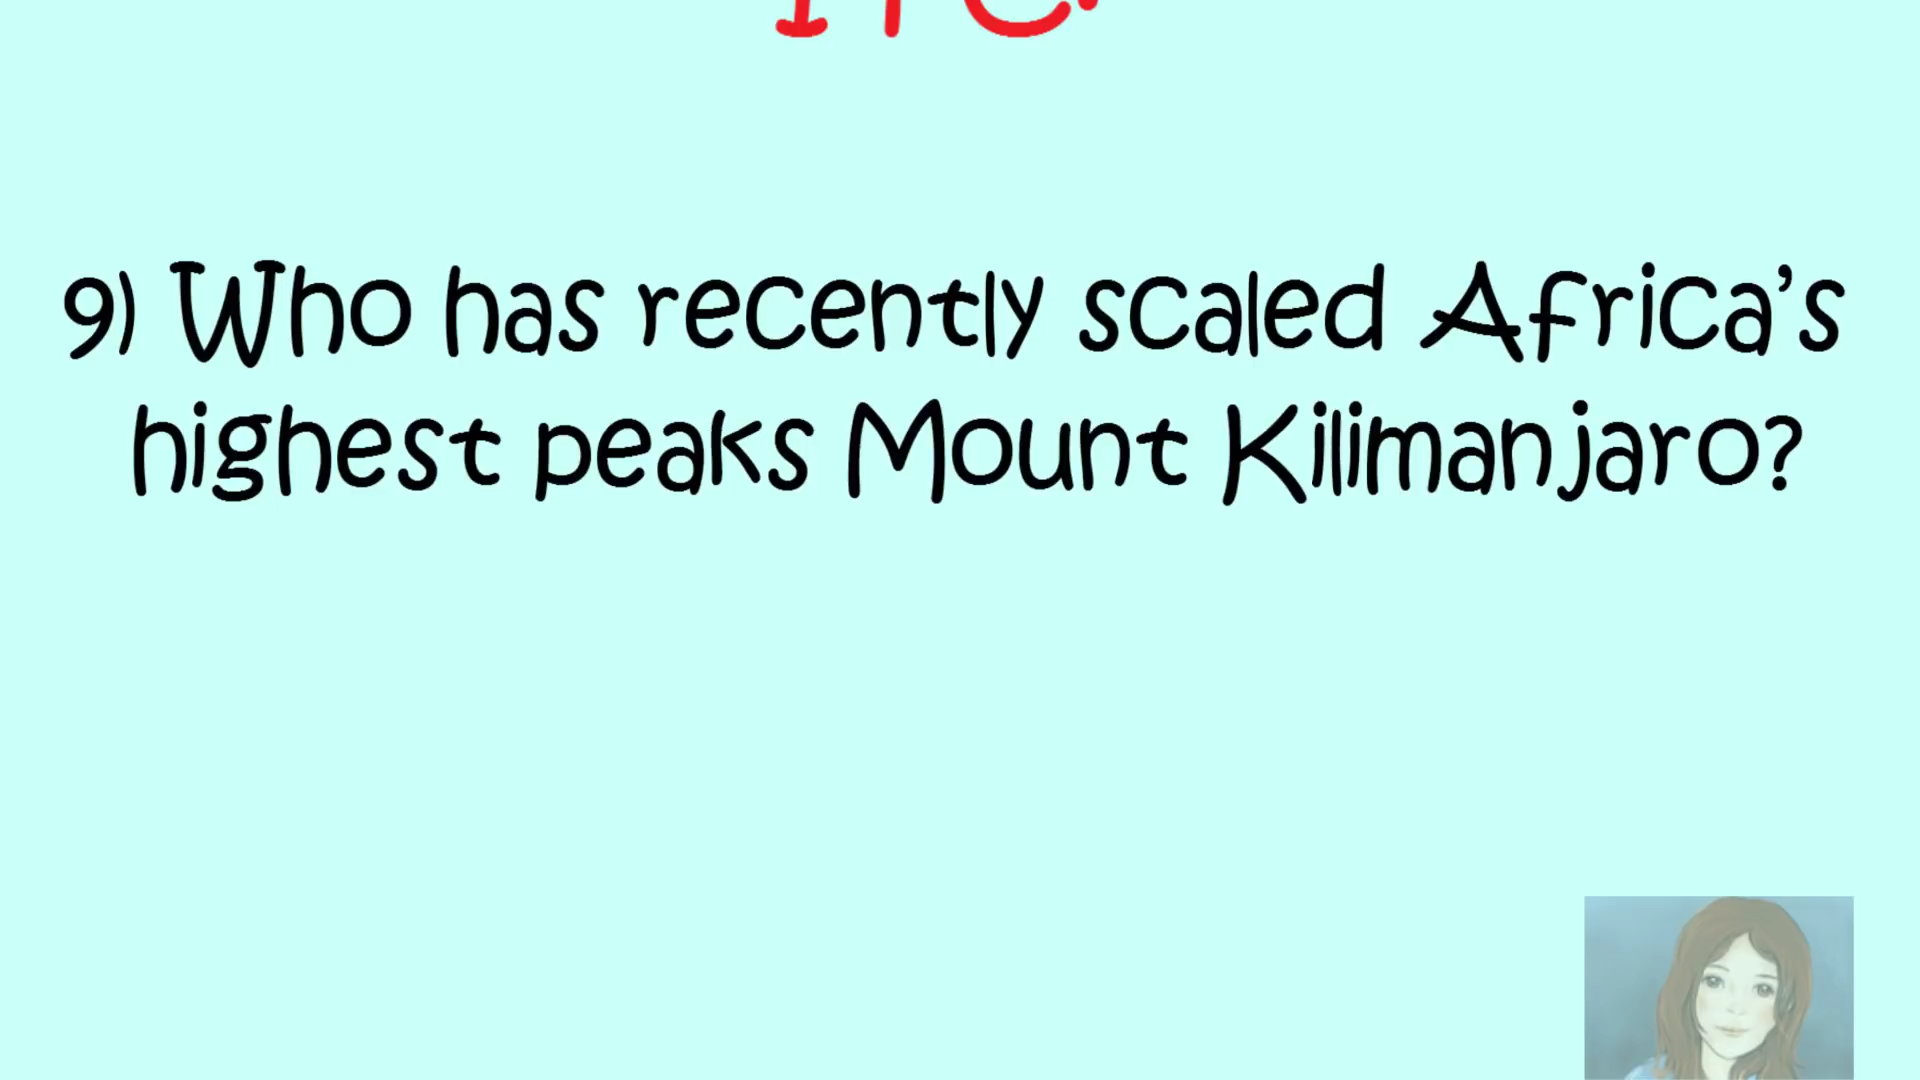 9) Who has recently scaled Africa’s
highest peaks Mount Kilimanjaro?